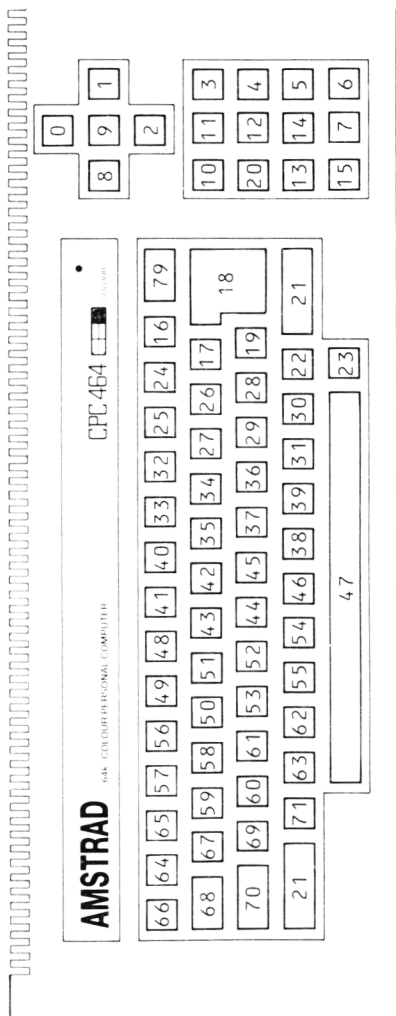 AMSTRAD 64k COLOUR PERSONAL COMPUTER CPC 464 COLOUR
66 64 65 57 56 49 48 41 40 33 32 25 24 16 79
68 67 59 58 50 51 43 42 35 34 27 26 17 18
70 69 60 61 53 52 44 45 37 36 29 28 19
21 71 63 62 55 54 46 38 39 31 30 22 21
47 23
0
8 9 1
2
10 11 3
20 12 4
13 14 5
15 7 6